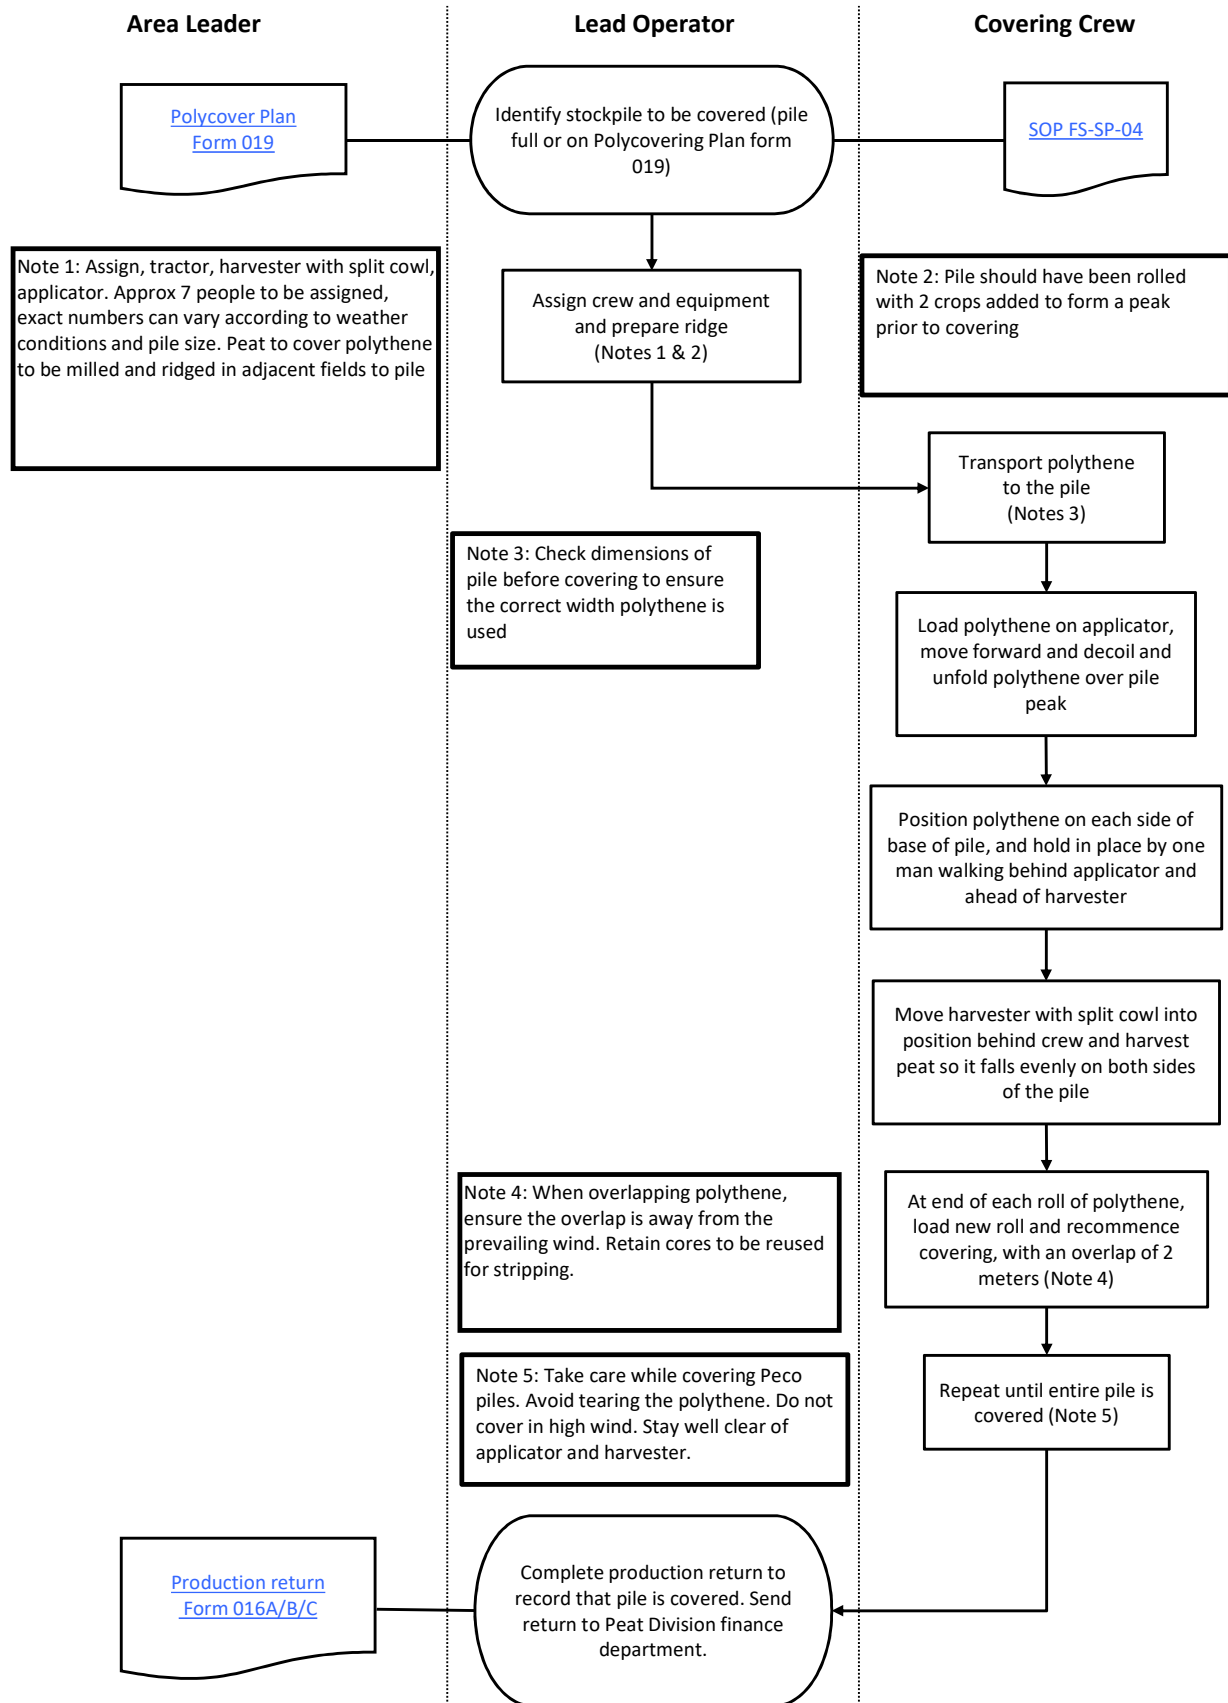 Area Leader
Lead Operator
Covering Crew
Polycover Plan
Form 019
Identify stockpile to be covered (pile
full or on Polycovering Plan form
019)
SOP FS-SP-04
Note 1: Assign, tractor, harvester with split cowl,
applicator. Approx 7 people to be assigned,
exact numbers can vary according to weather
conditions and pile size. Peat to cover polythene
to be milled and ridged in adjacent fields to pile
Assign crew and equipment
and prepare ridge
(Notes 1 & 2)
Note 2: Pile should have been rolled
with 2 crops added to form a peak
prior to covering
Transport polythene
to the pile
(Notes 3)
Note 3: Check dimensions of
pile before covering to ensure
the correct width polythene is
used
Load polythene on applicator,
move forward and decoil and
unfold polythene over pile
peak
Position polythene on each side of
base of pile, and hold in place by one
man walking behind applicator and
ahead of harvester
Move harvester with split cowl into
position behind crew and harvest
peat so it falls evenly on both sides
of the pile
Note 4: When overlapping polythene,
ensure the overlap is away from the
prevailing wind. Retain cores to be reused
for stripping.
At end of each roll of polythene,
load new roll and recommence
covering, with an overlap of 2
meters (Note 4)
Note 5: Take care while covering Peco
piles. Avoid tearing the polythene. Do not
cover in high wind. Stay well clear of
applicator and harvester.
Repeat until entire pile is
covered (Note 5)
Production return
Form 016A/B/C
Complete production return to
record that pile is covered. Send
return to Peat Division finance
department.